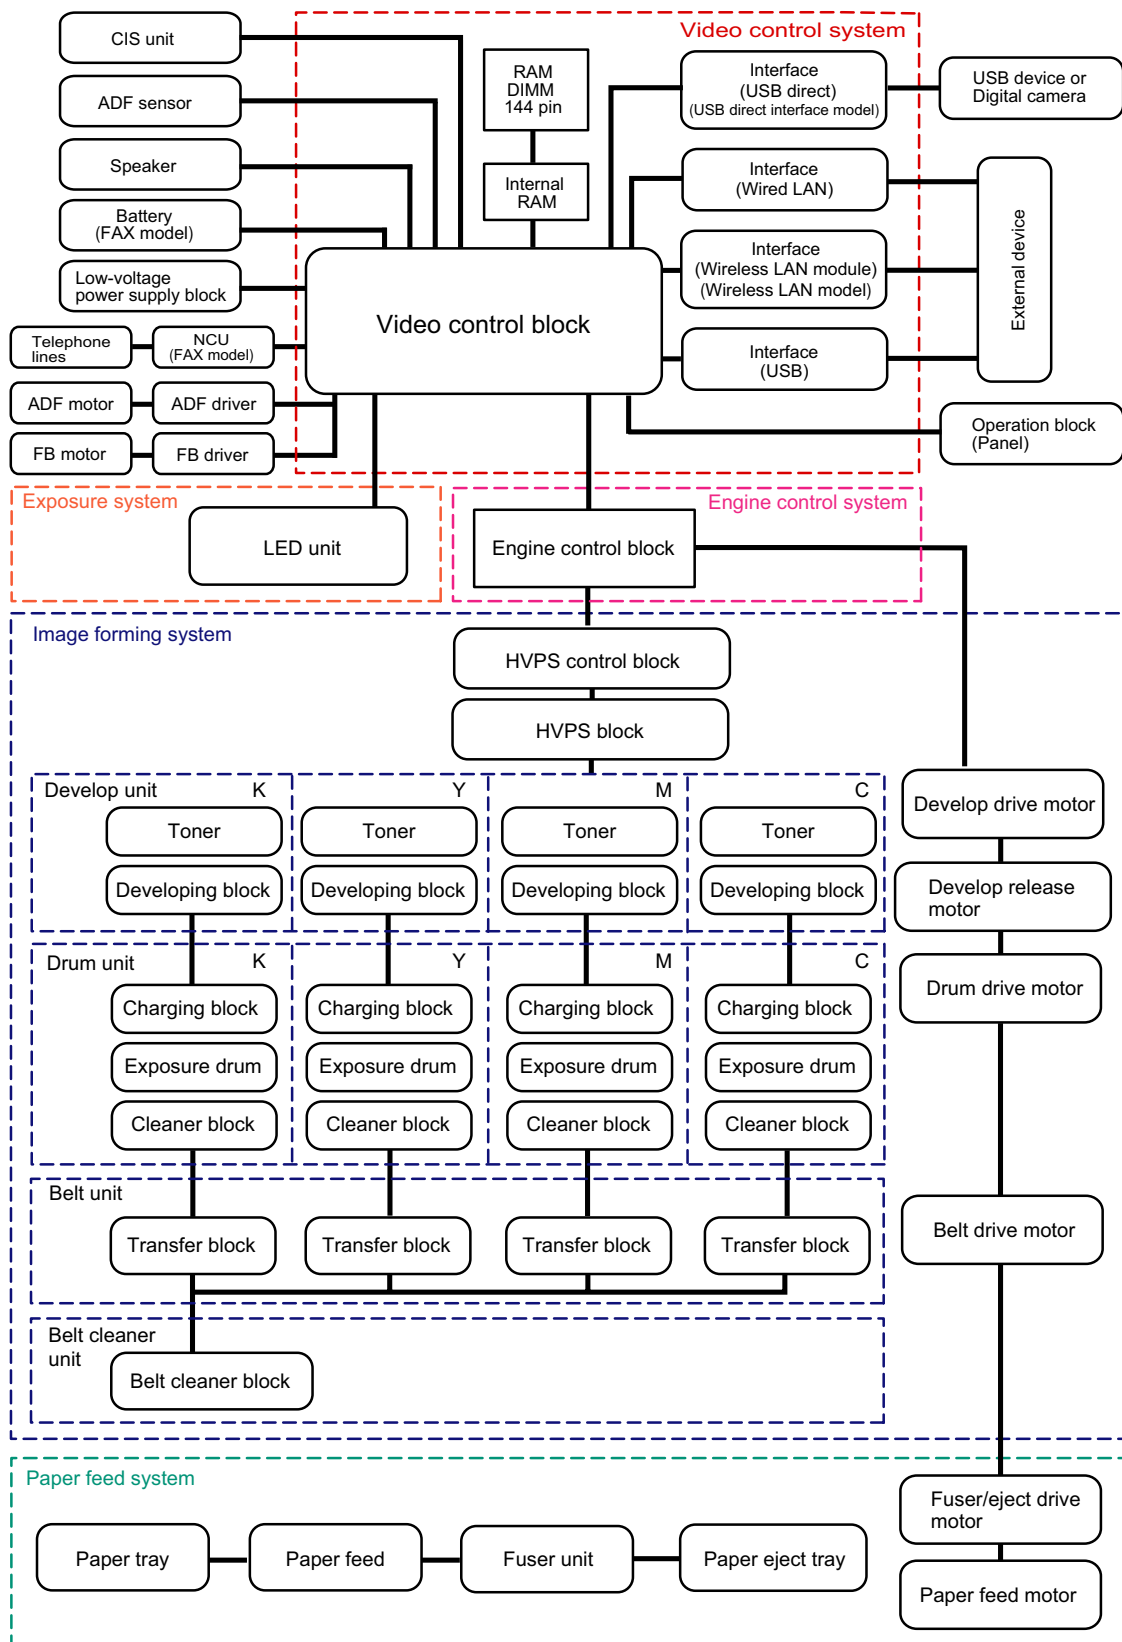 Video control system
CIS unit
ADF sensor
Speaker
Battery
(FAX model)
Low-voltage
power supply block
Telephone
lines
NCU
(FAX model)
ADF motor
ADF driver
FB motor
FB driver
RAM
DIMM
144 pin
Internal
RAM
Video control block
Interface
(USB direct)
(USB direct interface model)
Interface
(Wired LAN)
Interface
(Wireless LAN module)
(Wireless LAN model)
Interface
(USB)
USB device or
Digital camera
External device
Operation block
(Panel)
Exposure system
LED unit
Engine control system
Engine control block
Image forming system
HVPS control block
HVPS block
Develop unit
K
Y
M
C
Toner
Toner
Toner
Toner
Developing block
Developing block
Developing block
Developing block
Drum unit
K
Y
M
C
Charging block
Charging block
Charging block
Charging block
Exposure drum
Exposure drum
Exposure drum
Exposure drum
Cleaner block
Cleaner block
Cleaner block
Cleaner block
Belt unit
Transfer block
Transfer block
Transfer block
Transfer block
Belt cleaner
unit
Belt cleaner block
Develop drive motor
Develop release
motor
Drum drive motor
Belt drive motor
Paper feed system
Fuser/eject drive
motor
Paper feed motor
Paper tray
Paper feed
Fuser unit
Paper eject tray